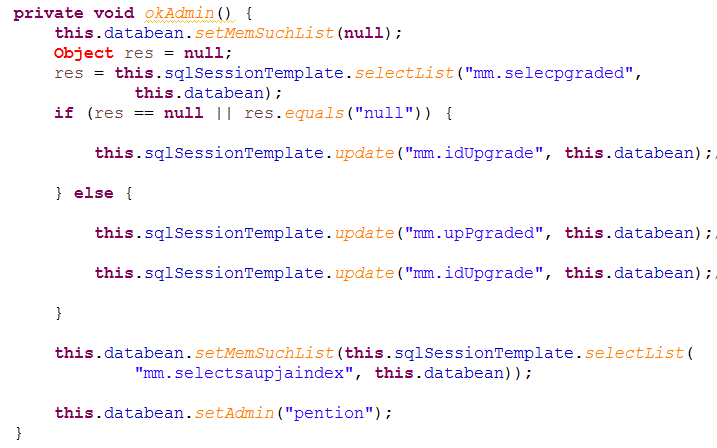 private void okAdmin() {
this.databean.setMemSuchList(null);
Object res = null;
res = this.sqlSessionTemplate.selectList("mm.selecpgraded",
this.databean);
if (res == null || res.equals("null")) {
this.sqlSessionTemplate.update("mm.idUpgrade", this.databean);
} else {
this.sqlSessionTemplate.update("mm.upPgraded", this.databean);
this.sqlSessionTemplate.update("mm.idUpgrade", this.databean);
}
this.databean.setMemSuchList(this.sqlSessionTemplate.selectList(
"mm.selectsaupjaindex", this.databean));
this.databean.setAdmin("pention");
}